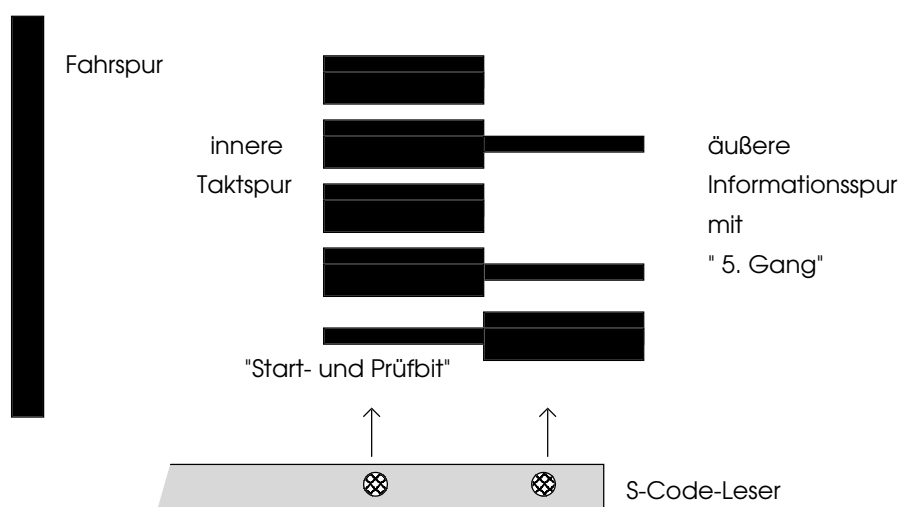 Fahrspur
innere
Taktspur
äußere
Informationsspur
mit
" 5. Gang"
"Start- und Prüfbit"
S-Code-Leser